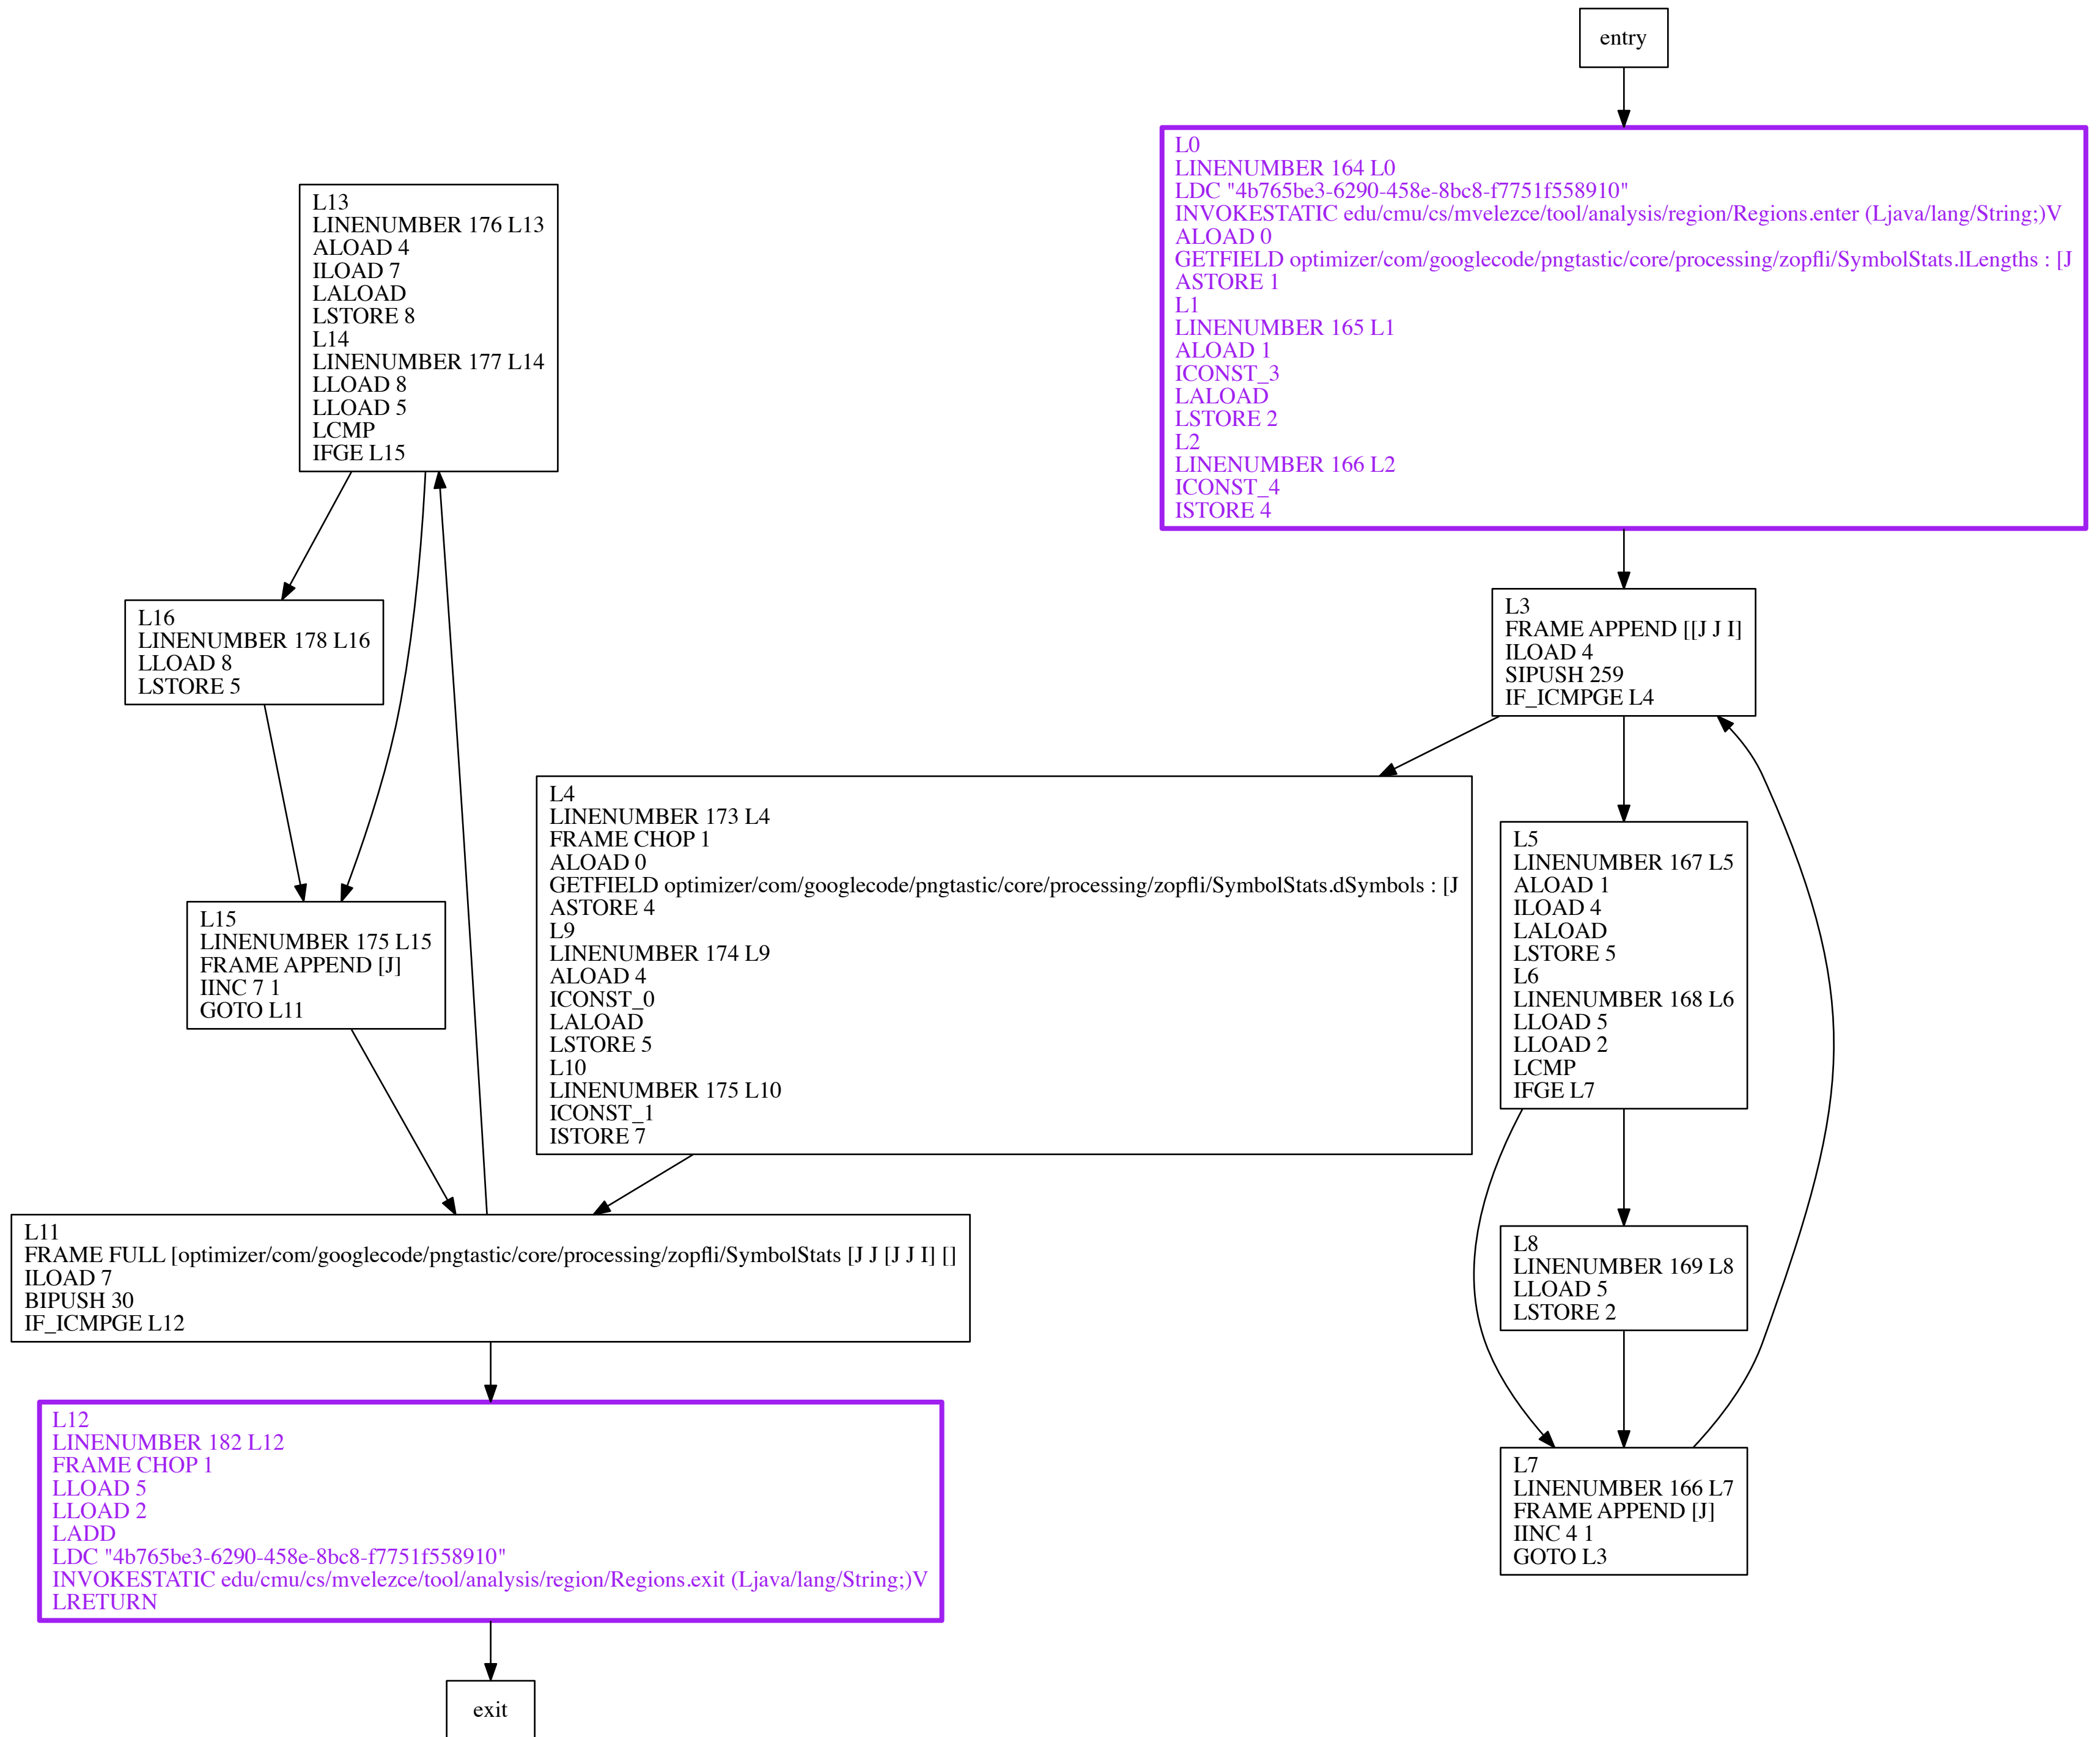 entry
L0
LINENUMBER 164 L0
LDC "4b765be3-6290-458e-8bc8-f7751f558910"
INVOKESTATIC edu/cmu/cs/mvelezce/tool/analysis/region/Regions.enter (Ljava/lang/String;)V
ALOAD 0
GETFIELD optimizer/com/googlecode/pngtastic/core/processing/zopfli/SymbolStats.lLengths : [J
ASTORE 1
L1
LINENUMBER 165 L1
ALOAD 1
ICONST_3
LALOAD
LSTORE 2
L2
LINENUMBER 166 L2
ICONST_4
ISTORE 4
L3
FRAME APPEND [[J J I]
ILOAD 4
SIPUSH 259
IF_ICMPGE L4
L5
LINENUMBER 167 L5
ALOAD 1
ILOAD 4
LALOAD
LSTORE 5
L6
LINENUMBER 168 L6
LLOAD 5
LLOAD 2
LCMP
IFGE L7
L8
LINENUMBER 169 L8
LLOAD 5
LSTORE 2
L7
LINENUMBER 166 L7
FRAME APPEND [J]
IINC 4 1
GOTO L3
L4
LINENUMBER 173 L4
FRAME CHOP 1
ALOAD 0
GETFIELD optimizer/com/googlecode/pngtastic/core/processing/zopfli/SymbolStats.dSymbols : [J
ASTORE 4
L9
LINENUMBER 174 L9
ALOAD 4
ICONST_0
LALOAD
LSTORE 5
L10
LINENUMBER 175 L10
ICONST_1
ISTORE 7
L13
LINENUMBER 176 L13
ALOAD 4
ILOAD 7
LALOAD
LSTORE 8
L14
LINENUMBER 177 L14
LLOAD 8
LLOAD 5
LCMP
IFGE L15
L16
LINENUMBER 178 L16
LLOAD 8
LSTORE 5
L15
LINENUMBER 175 L15
FRAME APPEND [J]
IINC 7 1
GOTO L11
L11
FRAME FULL [optimizer/com/googlecode/pngtastic/core/processing/zopfli/SymbolStats [J J [J J I] []
ILOAD 7
BIPUSH 30
IF_ICMPGE L12
L12
LINENUMBER 182 L12
FRAME CHOP 1
LLOAD 5
LLOAD 2
LADD
LDC "4b765be3-6290-458e-8bc8-f7751f558910"
INVOKESTATIC edu/cmu/cs/mvelezce/tool/analysis/region/Regions.exit (Ljava/lang/String;)V
LRETURN
exit